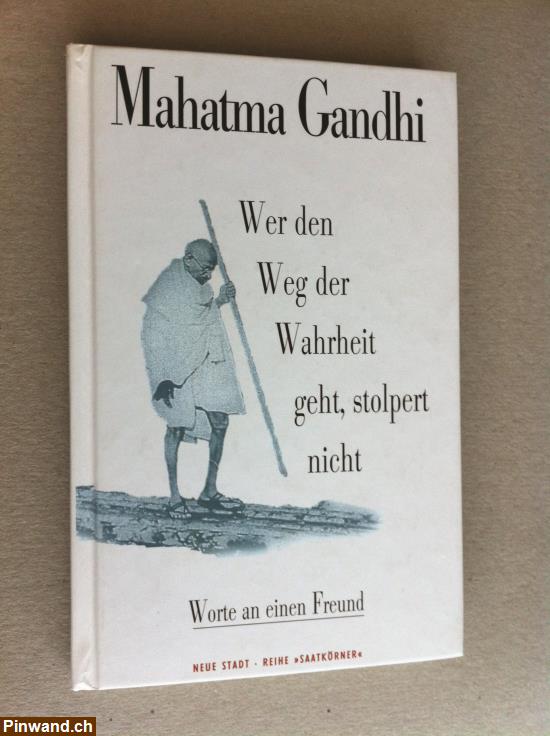 Mahatma Gandhi
Wer den
Weg der
Wahrheit
geht, stolpert
nicht
Worte an einen Freund
NEUE STADT · REIHE »SAATKÖRNER«
Pinwand.ch